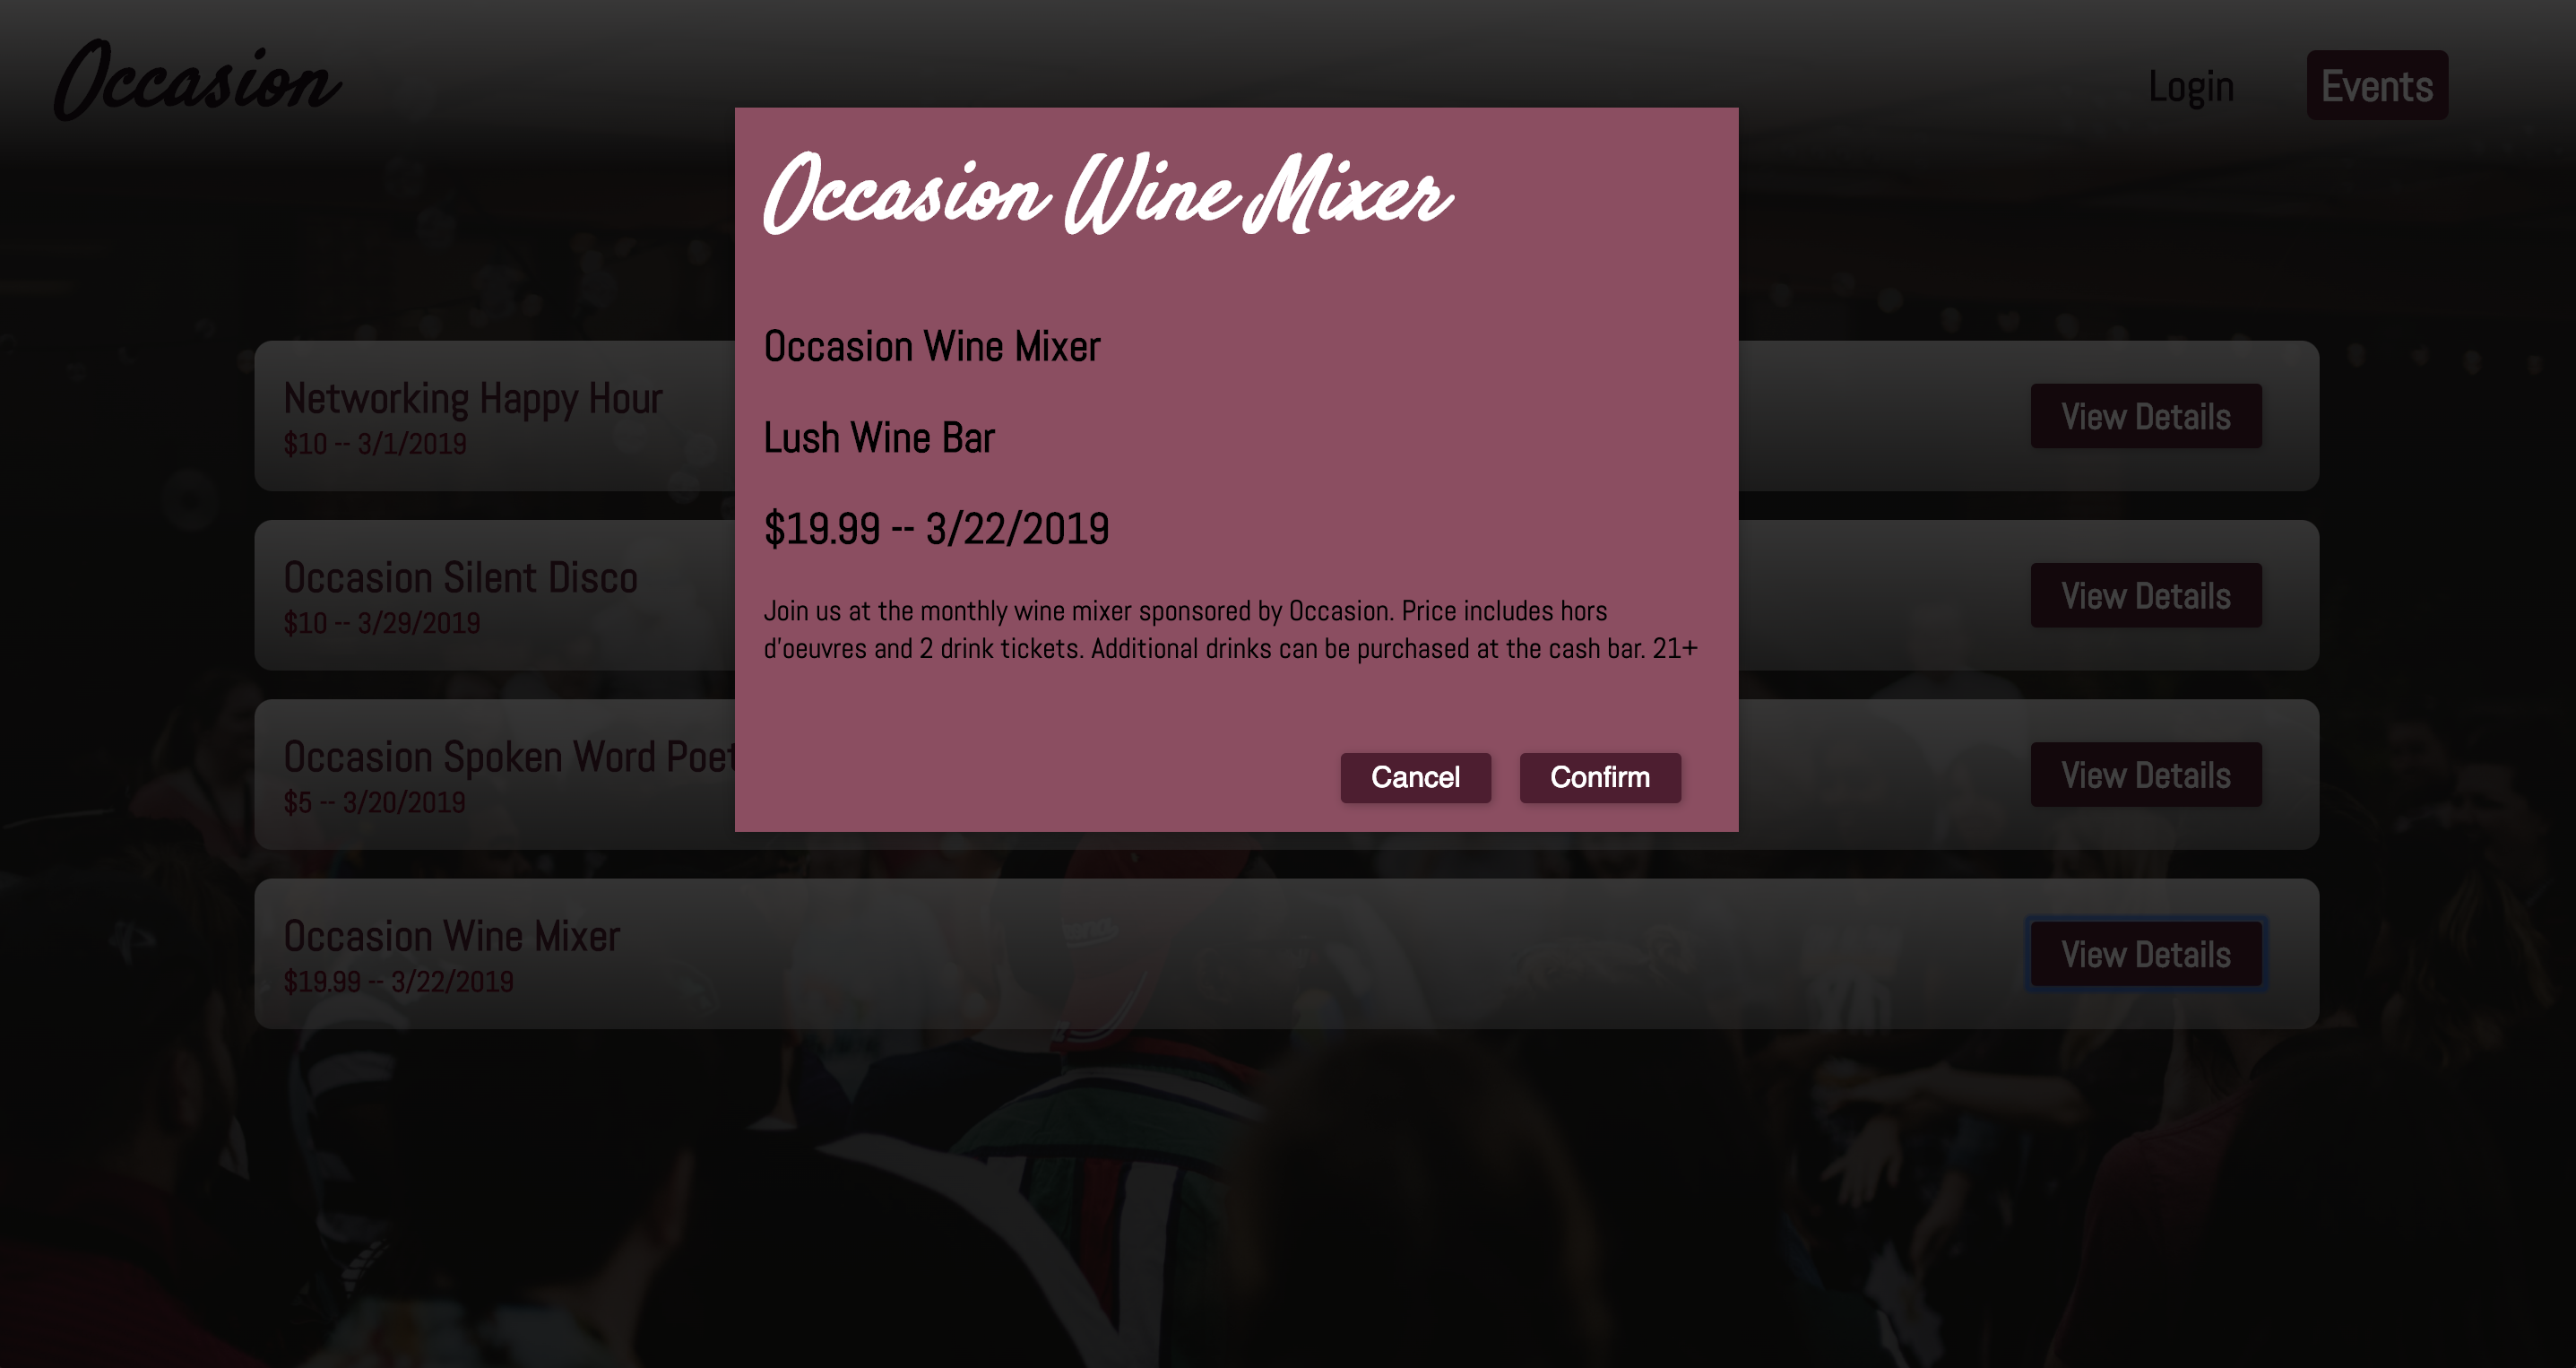 Occasion
Login
Events
Occasion Wine Mixer
Occasion Wine Mixer
Lush Wine Bar
$19.99 -- 3/22/2019
Join us at the monthly wine mixer sponsored by Occasion. Price includes hors
d'oeuvres and 2 drink tickets. Additional drinks can be purchased at the cash bar. 21+
Cancel
Confirm
Networking Happy Hour
$10 -- 3/1/2019
View Details
Occasion Silent Disco
$10 -- 3/29/2019
View Details
Occasion Spoken Word Poet
$5 -- 3/20/2019
View Details
Occasion Wine Mixer
$19.99 -- 3/22/2019
View Details